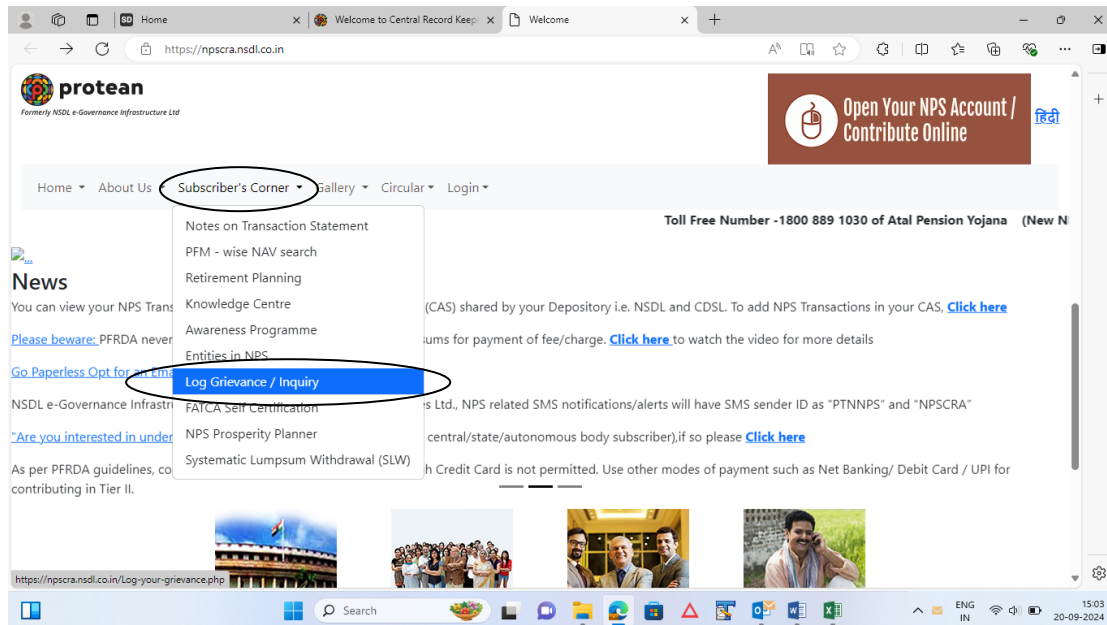 SD Home
Welcome to Central Record Keepi
Welcome
https://npscra.nsdl.co.in
protean
Formerly NSDL e-Governance Infrastructure Ltd
Open Your NPS Account /
Contribute Online
हिंदी
Home About Us Subscriber's Corner Gallery Circular Login
Toll Free Number -1800 889 1030 of Atal Pension Yojana (New N
Notes on Transaction Statement
PFM - wise NAV search
Retirement Planning
Knowledge Centre
Awareness Programme
Entities in NPS
Log Grievance / Inquiry
FATCA Self Certification
NPS Prosperity Planner
Systematic Lumpsum Withdrawal (SLW)
News
You can view your NPS Trans (CAS) shared by your Depository i.e. NSDL and CDSL. To add NPS Transactions in your CAS, Click here
Please beware: PFRDA never sums for payment of fee/charge. Click here to watch the video for more details
Go Paperless Opt for an Ema
NSDL e-Governance Infrastr es Ltd., NPS related SMS notifications/alerts will have SMS sender ID as "PTNNPS" and "NPSCRA"
"Are you interested in under central/state/autonomous body subscriber),if so please Click here
As per PFRDA guidelines, co h Credit Card is not permitted. Use other modes of payment such as Net Banking/ Debit Card / UPI for
contributing in Tier II.
https://npscra.nsdl.co.in/Log-your-grievance.php
Search
ENG
IN
15:03
20-09-2024